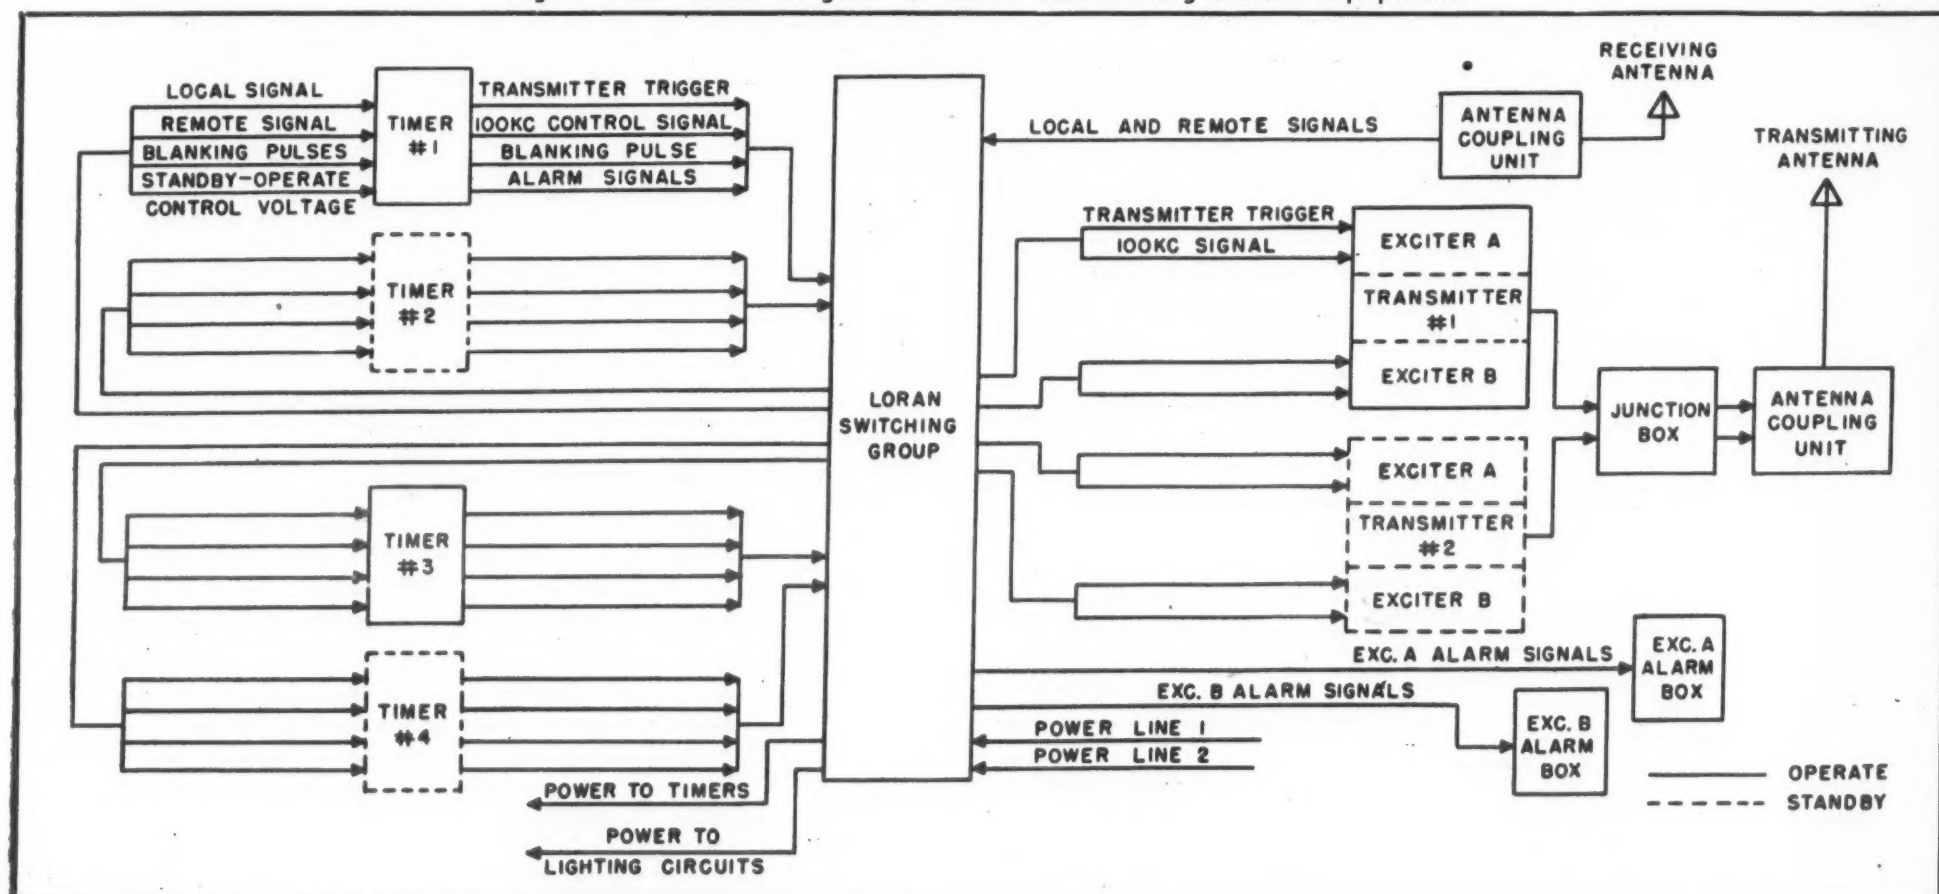 LOCAL SIGNAL
REMOTE SIGNAL
BLANKING PULSES
STANDBY-OPERATE
CONTROL VOLTAGE
TIMER
#1
TRANSMITTER TRIGGER
100KC CONTROL SIGNAL
BLANKING PULSE
ALARM SIGNALS
TIMER
#2
TIMER
#3
TIMER
#4
POWER TO TIMERS
POWER TO
LIGHTING CIRCUITS
LORAN
SWITCHING
GROUP
LOCAL AND REMOTE SIGNALS
ANTENNA
COUPLING
UNIT
RECEIVING
ANTENNA
TRANSMITTING
ANTENNA
TRANSMITTER TRIGGER
100KC SIGNAL
EXCITER A
TRANSMITTER
#1
EXCITER B
EXCITER A
TRANSMITTER
#2
EXCITER B
JUNCTION
BOX
ANTENNA
COUPLING
UNIT
EXC. A ALARM SIGNALS
EXC. A
ALARM
BOX
EXC. B ALARM SIGNALS
EXC. B
ALARM
BOX
POWER LINE 1
POWER LINE 2
OPERATE
STANDBY